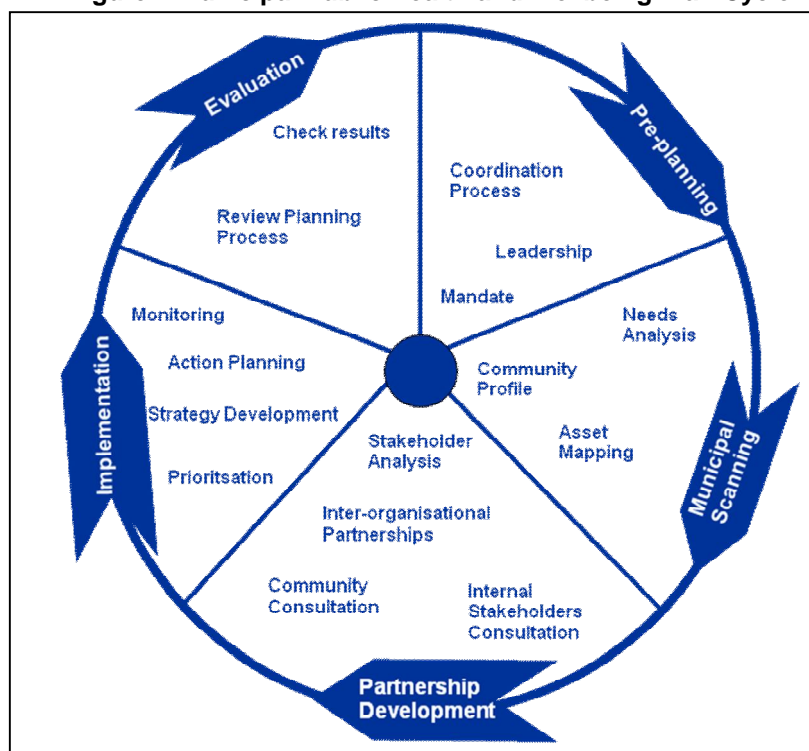 Evaluation
Check results
Review Planning
Process
Pre-planning
Coordination
Process
Leadership
Mandate
Needs
Analysis
Community
Profile
Asset
Mapping
Municipal
Scanning
Stakeholder
Analysis
Inter-organisational
Partnerships
Community
Consultation
Internal
Stakeholders
Consultation
Partnership
Development
Monitoring
Action Planning
Strategy Development
Prioritsation
Implementation